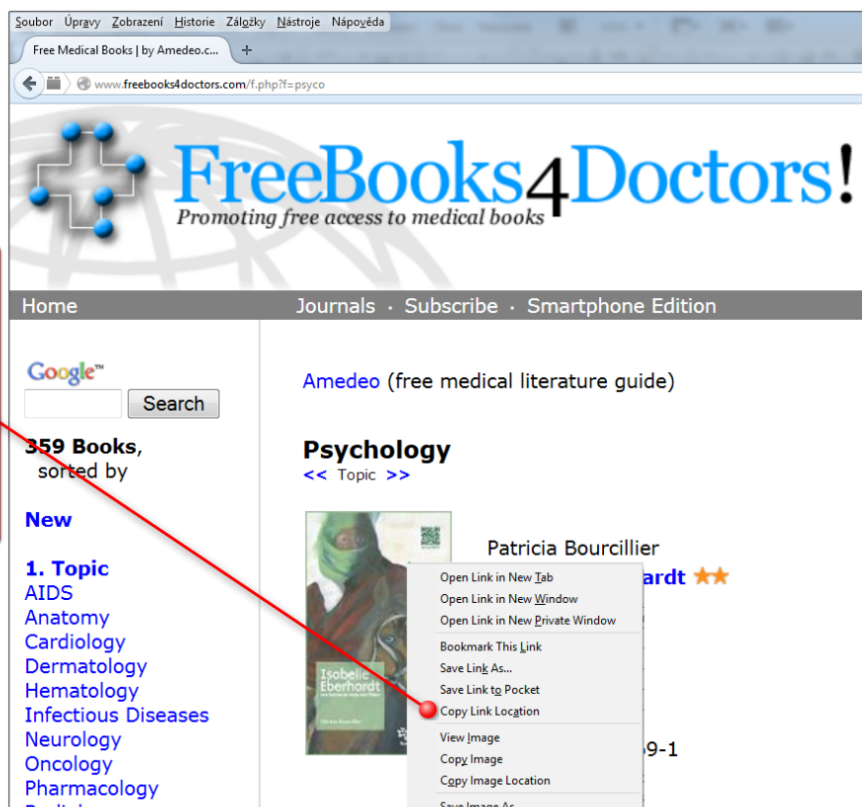 Soubor Úpravy Zobrazení Historie Záložky Nástroje Nápověda
Free Medical Books | by Amedeo.c... +
www.freebooks4doctors.com/f.php?f=psyco
FreeBooks4Doctors!
Promoting free access to medical books
Home Journals · Subscribe · Smartphone Edition
Google™
Search
Amedeo (free medical literature guide)
359 Books,
sorted by
Psychology
<< Topic >>
New
Patricia Bourcillier
ardt
1. Topic
AIDS
Anatomy
Cardiology
Dermatology
Hematology
Infectious Diseases
Neurology
Oncology
Pharmacology
Isabelle
Eberhardt
Open Link in New Tab
Open Link in New Window
Open Link in New Private Window
Bookmark This Link
Save Link As...
Save Link to Pocket
Copy Link Location
View Image
Copy Image
Copy Image Location
Save Image As
9-1